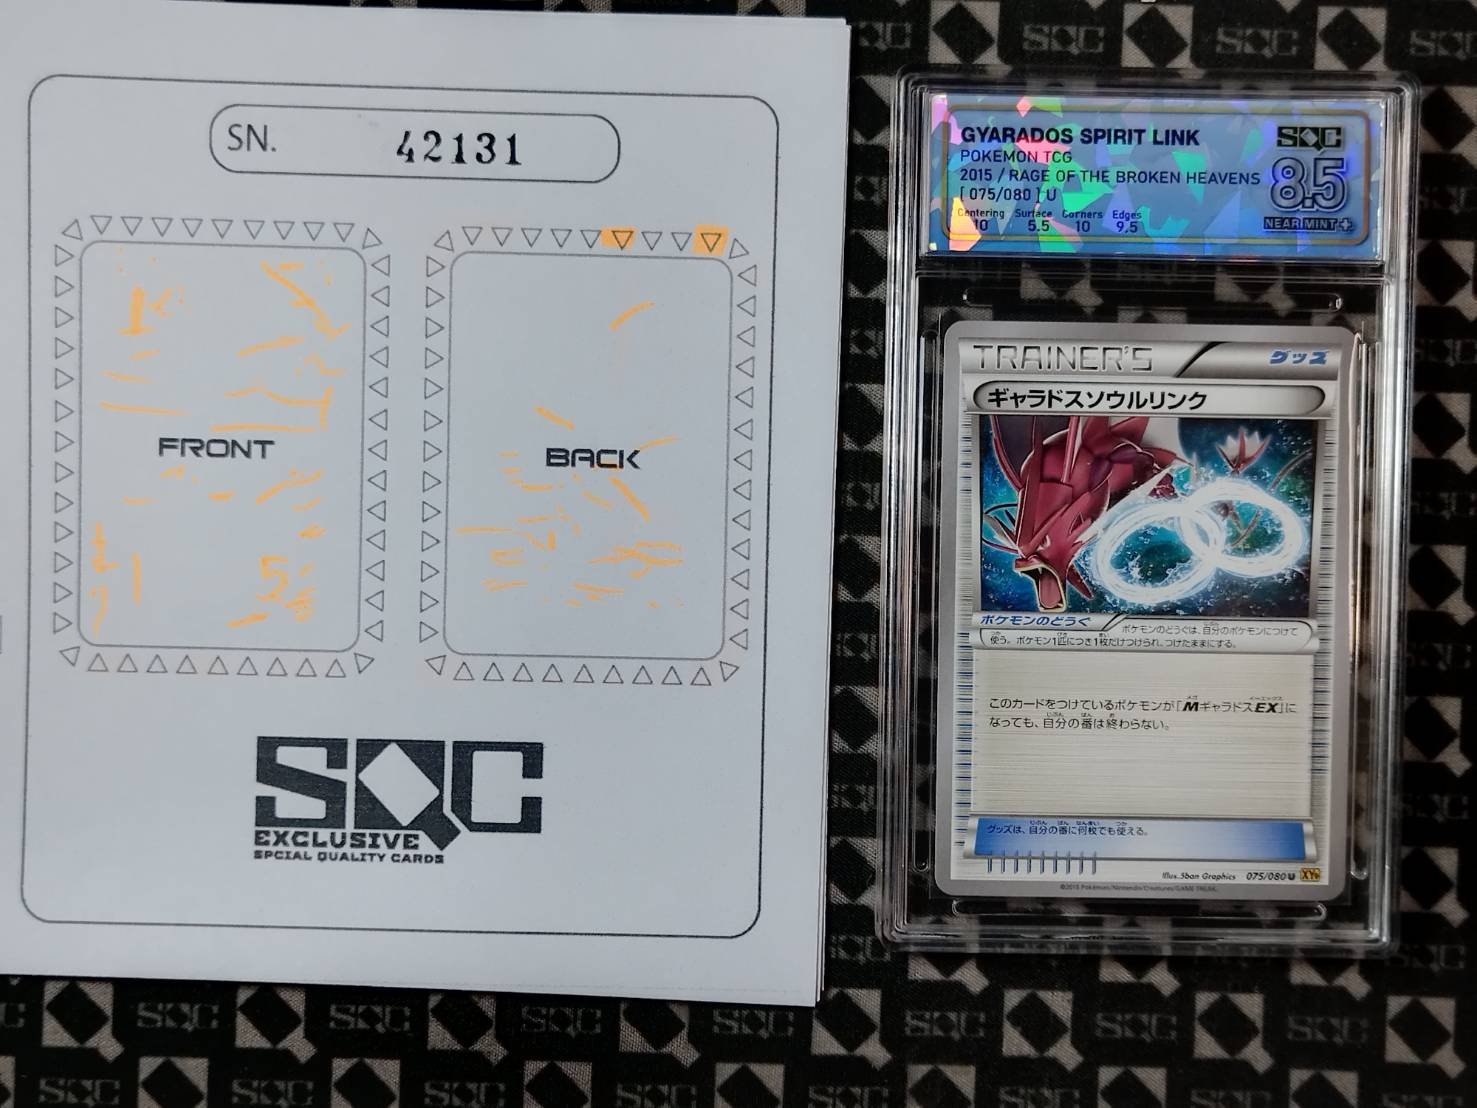 SN. 42131
FRONT
BACK
SQC
EXCLUSIVE
SPCIAL QUALITY CARDS
GYARADOS SPIRIT LINK
POKEMON TCG
2015 / RAGE OF THE BROKEN HEAVENS
[ 075/080 ] U
Centering Surface Corners Edges
10 5.5 10 9.5
SQC
8.5
NEAR MINT +
TRAINER'S グッズ
ギャラドスソウルリンク
ポケモンのどうぐ
ポケモンのどうぐは、自分のポケモンにつけて
使う。ポケモン1匹につき1枚だけつけられ、つけたままにする。
このカードをつけているポケモンが「MギャラドスEX」に
なっても、自分の番は終わらない。
グッズは、自分の番に何枚でも使える。
Illus. 5ban Graphics 075/080 U XY
©2015 Pokémon/Nintendo/Creatures/GAME FREAK.